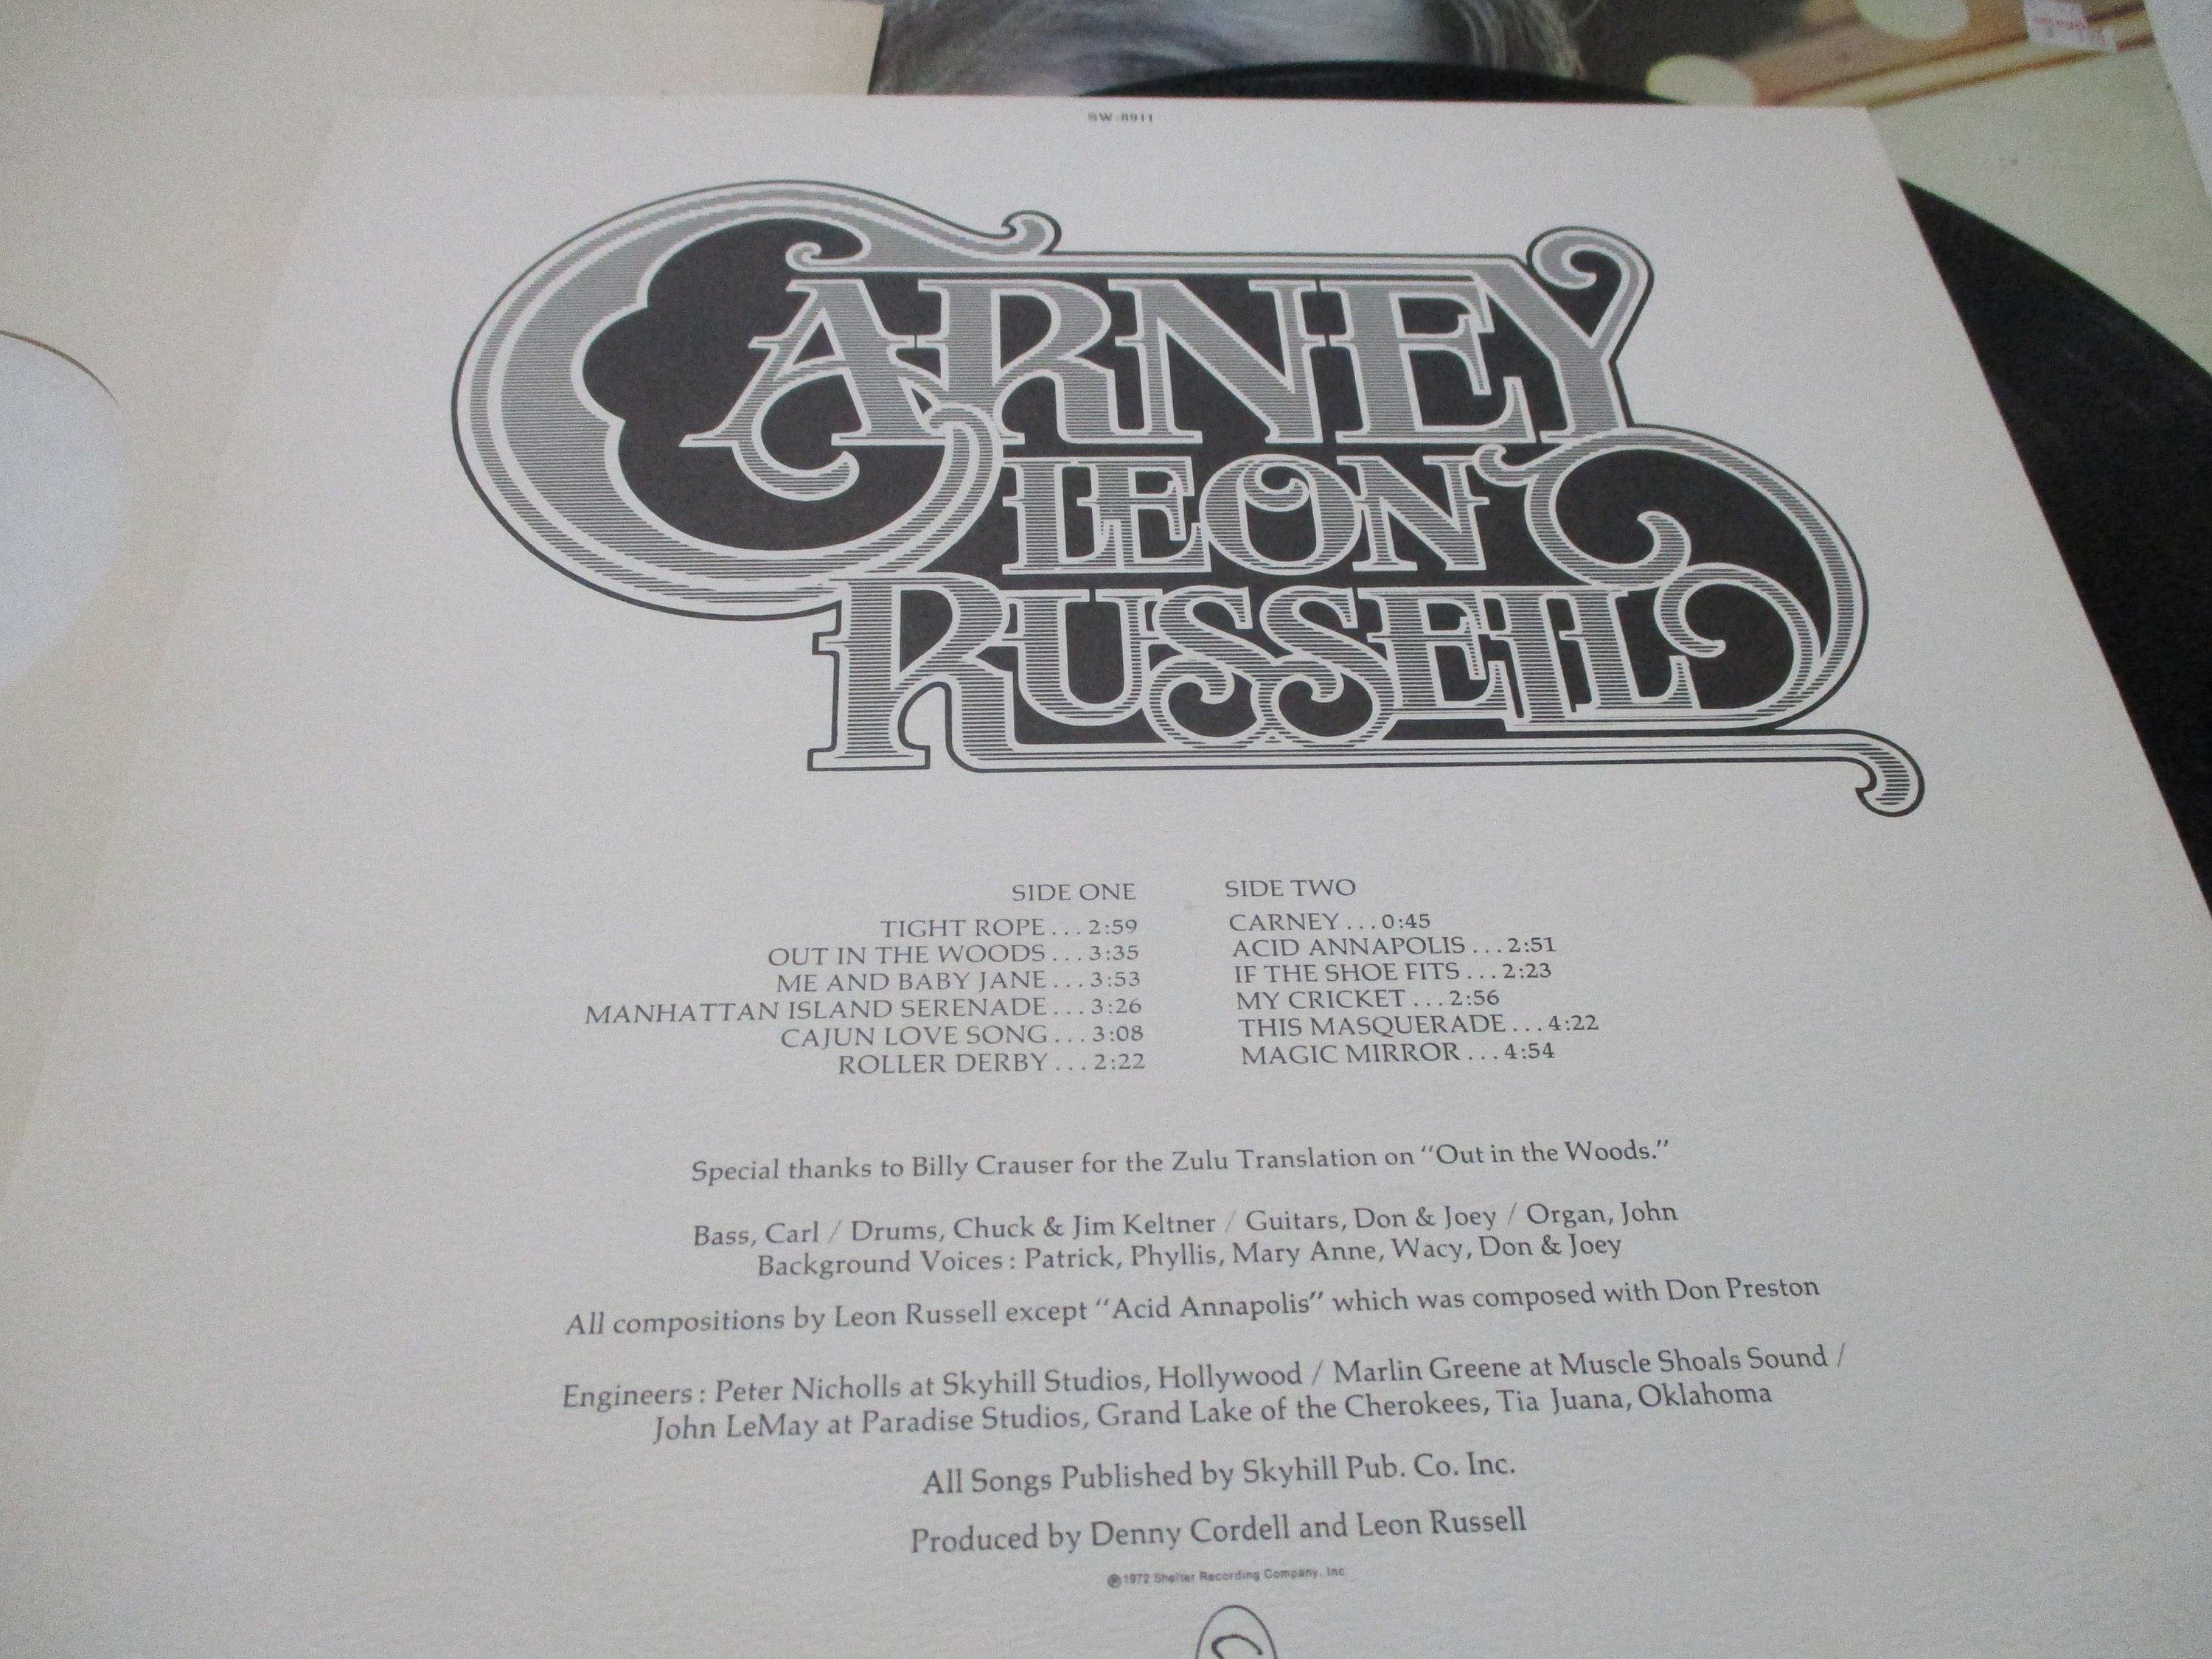 SW-8911
CARNEY
LEON
RUSSELL
SIDE ONE
TIGHT ROPE...2:59
OUT IN THE WOODS...3:35
ME AND BABY JANE...3:53
MANHATTAN ISLAND SERENADE...3:26
CAJUN LOVE SONG...3:08
ROLLER DERBY...2:22
SIDE TWO
CARNEY...0:45
ACID ANNAPOLIS...2:51
IF THE SHOE FITS...2:23
MY CRICKET...2:56
THIS MASQUERADE...4:22
MAGIC MIRROR...4:54
Special thanks to Billy Crauser for the Zulu Translation on “Out in the Woods.”
Bass, Carl / Drums, Chuck & Jim Keltner / Guitars, Don & Joey / Organ, John
Background Voices: Patrick, Phyllis, Mary Anne, Wacy, Don & Joey
All compositions by Leon Russell except “Acid Annapolis” which was composed with Don Preston
Engineers: Peter Nicholls at Skyhill Studios, Hollywood / Marlin Greene at Muscle Shoals Sound /
John LeMay at Paradise Studios, Grand Lake of the Cherokees, Tia Juana, Oklahoma
All Songs Published by Skyhill Pub. Co. Inc.
Produced by Denny Cordell and Leon Russell
℗1972 Shelter Recording Company, Inc